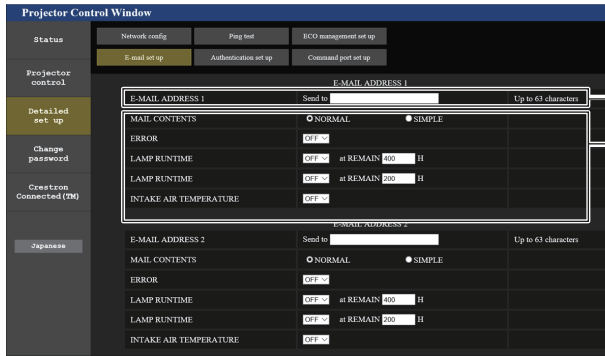 Projector Control Window
Status
Network config
Ping test
ECO management set up
E-mail set up
Authentication set up
Command port set up
Projector
control
Detailed
set up
Change
password
Crestron
Connected(TM)
Japanese
E-MAIL ADDRESS 1
E-MAIL ADDRESS 1 Send to Up to 63 characters
MAIL CONTENTS NORMAL SIMPLE
ERROR OFF
LAMP RUNTIME OFF at REMAIN 400 H
LAMP RUNTIME OFF at REMAIN 200 H
INTAKE AIR TEMPERATURE OFF
E-MAIL ADDRESS 2
E-MAIL ADDRESS 2 Send to Up to 63 characters
MAIL CONTENTS NORMAL SIMPLE
ERROR OFF
LAMP RUNTIME OFF at REMAIN 400 H
LAMP RUNTIME OFF at REMAIN 200 H
INTAKE AIR TEMPERATURE OFF